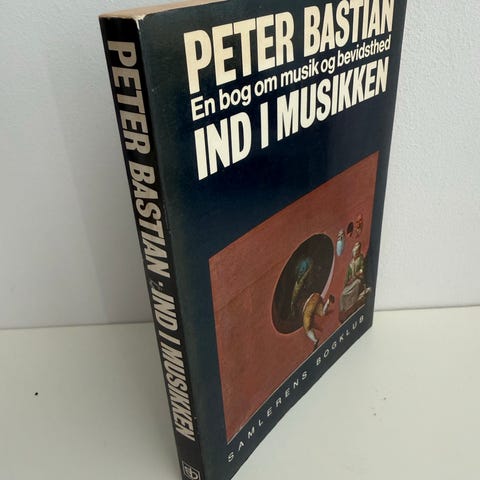 PETER BASTIAN
En bog om musik og bevidsthed
IND I MUSIKKEN
SAMLERENS BOGKLUB
PETER BASTIAN · IND I MUSIKKEN